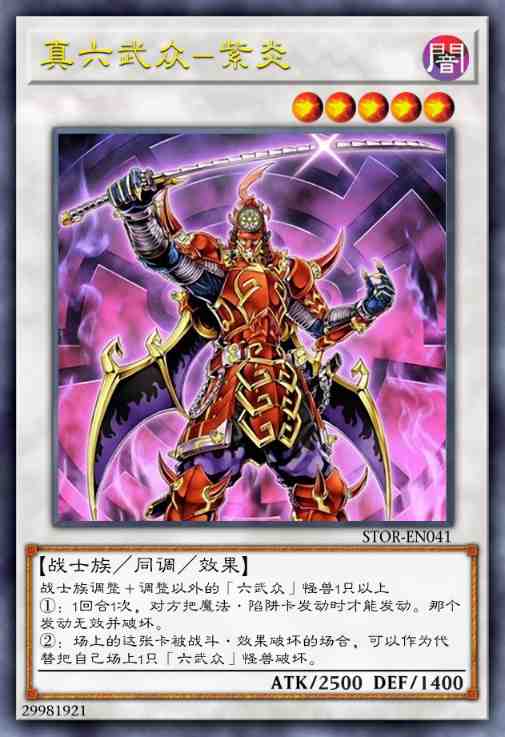 真六武众-紫炎
闇
STOR-EN041
【战士族／同调／效果】
战士族调整＋调整以外的「六武众」怪兽1只以上
①：1回合1次，对方把魔法·陷阱卡发动时才能发动。那个
发动无效并破坏。
②：场上的这张卡被战斗·效果破坏的场合，可以作为代
替把自己场上1只「六武众」怪兽破坏。
ATK/2500 DEF/1400
29981921